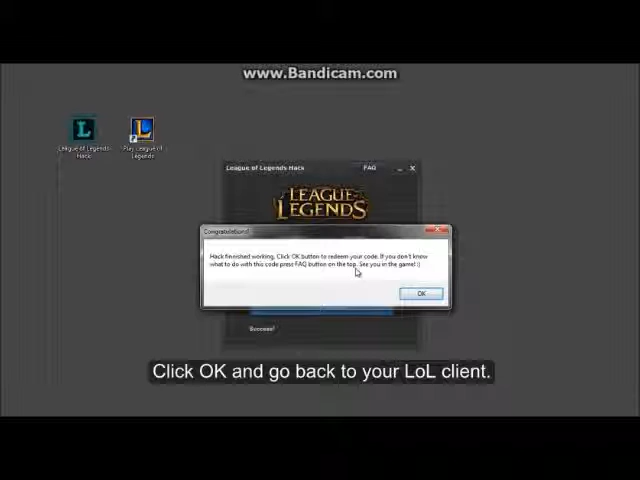 www.Bandicam.com
League of Legends
Hack
Play League of
Legends
League of Legends Hack FAQ
LEAGUE
OF
LEGENDS
Congratulations!
Hack finnished working. Click OK button to redeem your code. If you don't know
what to do with this code press FAQ button on the top. See you in the game! :)
OK
Success!
Click OK and go back to your LoL client.